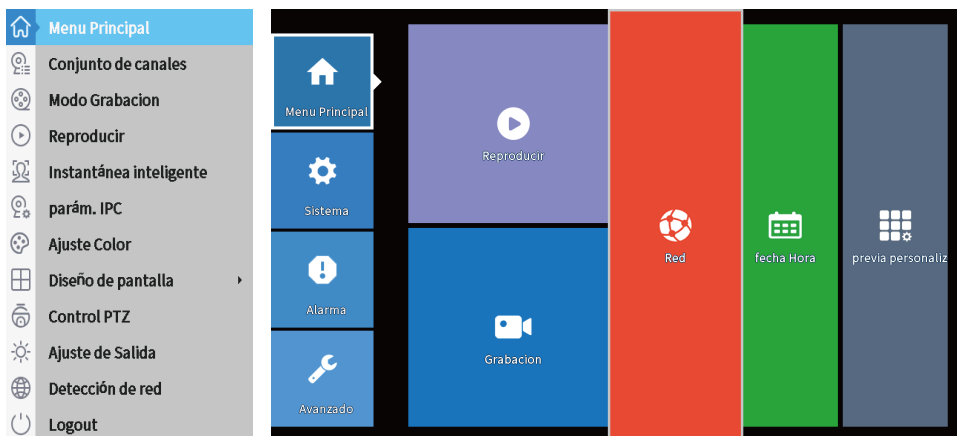 Menu Principal
Conjunto de canales
Modo Grabacion
Reproducir
Instantánea inteligente
parám. IPC
Ajuste Color
Diseño de pantalla
Control PTZ
Ajuste de Salida
Detección de red
Logout
Menu Principal
Sistema
Alarma
Avanzado
Reproducir
Grabacion
Red
fecha Hora
previa personaliz